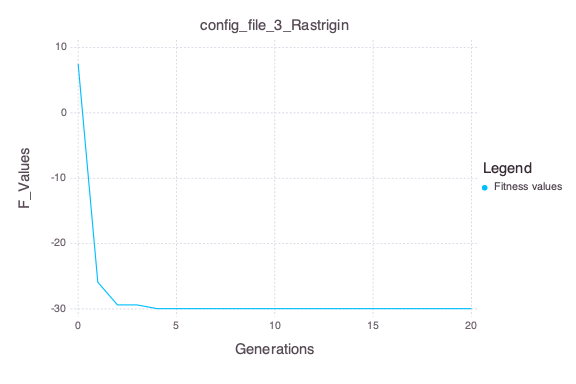 config_file_3_Rastrigin
F_Values
10
0
-10
-20
-30
0 5 10 15 20
Generations
Legend
Fitness values